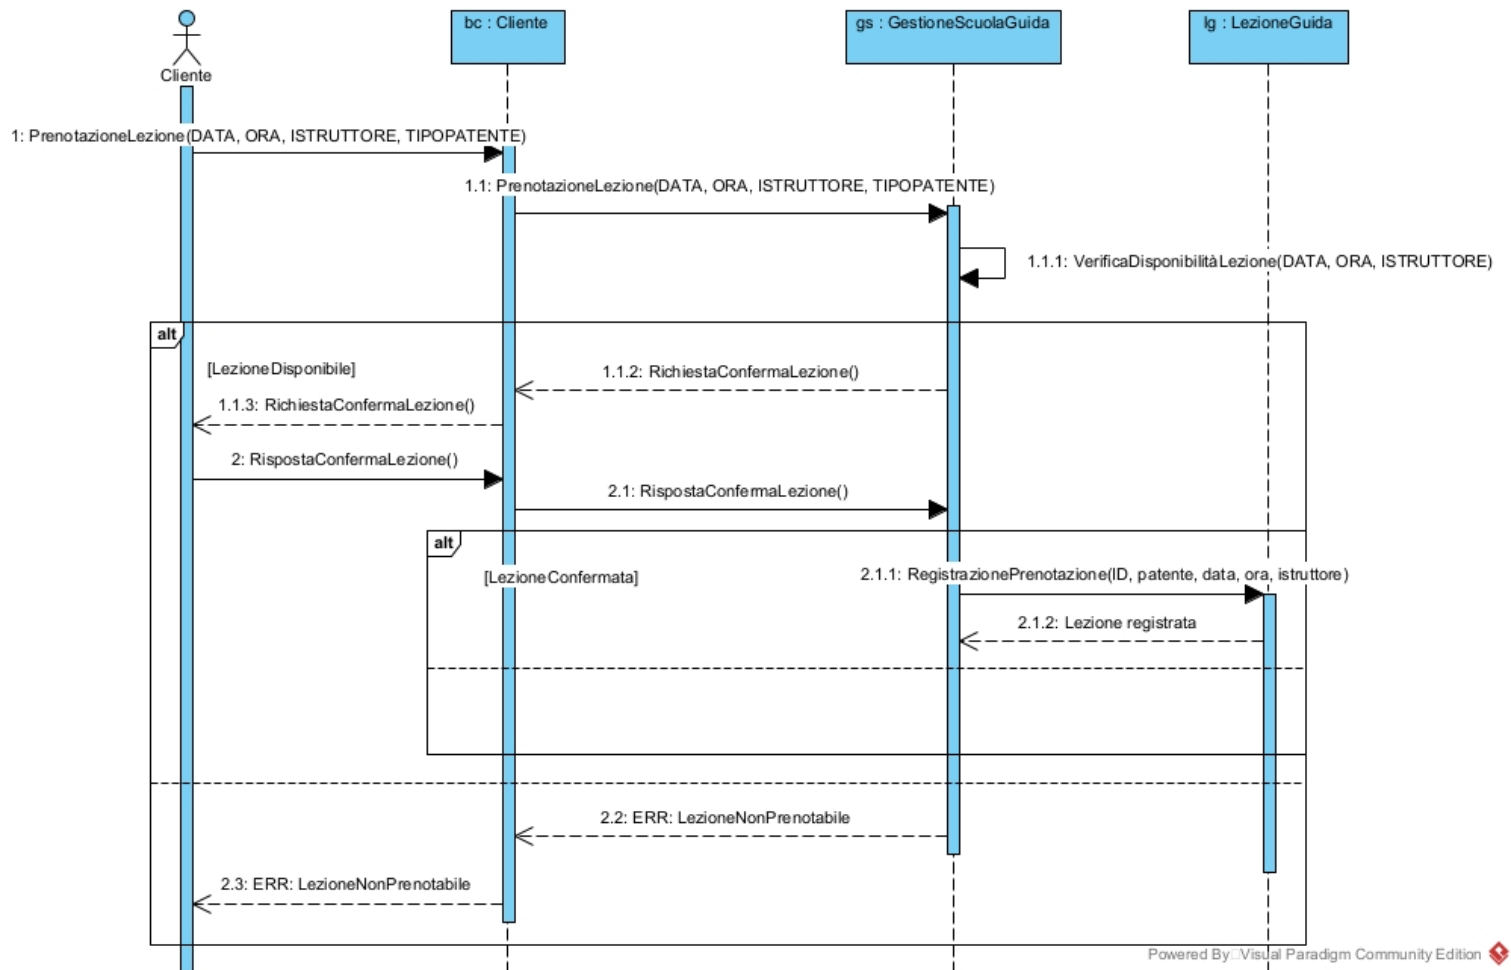 bc : Cliente
gs : GestioneScuolaGuida
lg : LezioneGuida
Cliente
1: PrenotazioneLezione(DATA, ORA, ISTRUTTORE, TIPOPATENTE)
1.1: PrenotazioneLezione(DATA, ORA, ISTRUTTORE, TIPOPATENTE)
1.1.1: VerificaDisponibilitàLezione(DATA, ORA, ISTRUTTORE)
alt
[LezioneDisponibile]
1.1.2: RichiestaConfermaLezione()
1.1.3: RichiestaConfermaLezione()
2: RispostaConfermaLezione()
2.1: RispostaConfermaLezione()
alt
[LezioneConfermata]
2.1.1: RegistrazionePrenotazione(ID, patente, data, ora, istruttore)
2.1.2: Lezione registrata
2.2: ERR: LezioneNonPrenotabile
2.3: ERR: LezioneNonPrenotabile
Powered By Visual Paradigm Community Edition